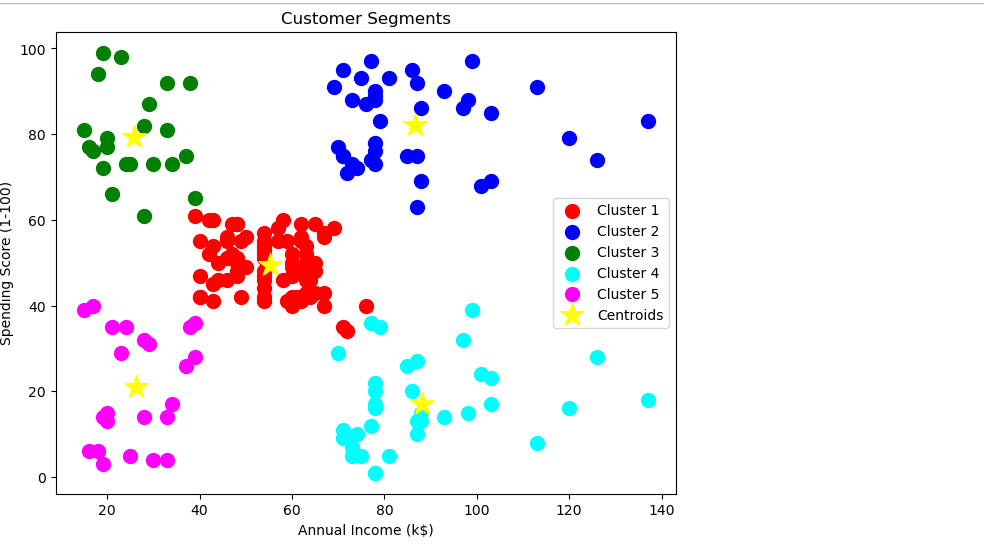 Customer Segments
100
80
60
40
20
0
Spending Score (1-100)
Cluster 1
Cluster 2
Cluster 3
Cluster 4
Cluster 5
Centroids
20 40 60 80 100 120 140
Annual Income (k$)